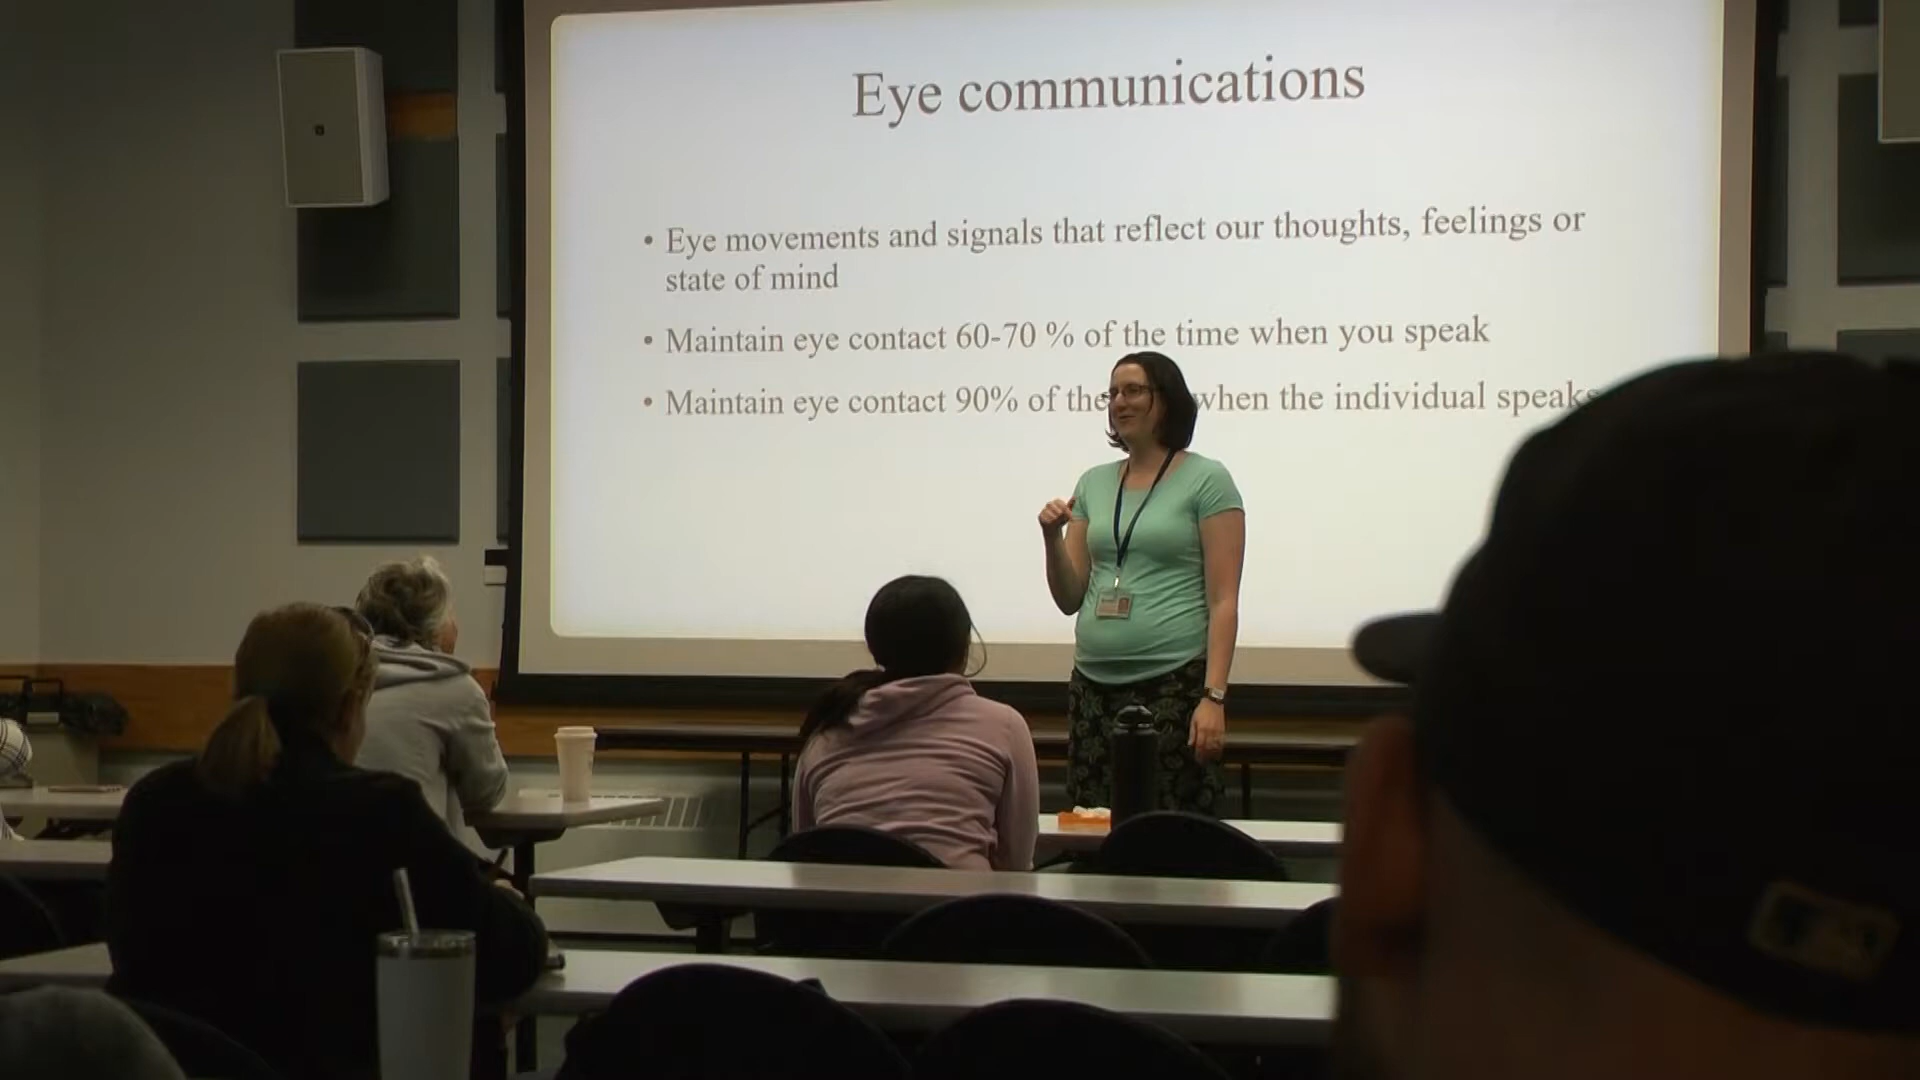 Eye communications
• Eye movements and signals that reflect our thoughts, feelings or
state of mind
• Maintain eye contact 60-70 % of the time when you speak
• Maintain eye contact 90% of the when the individual speaks